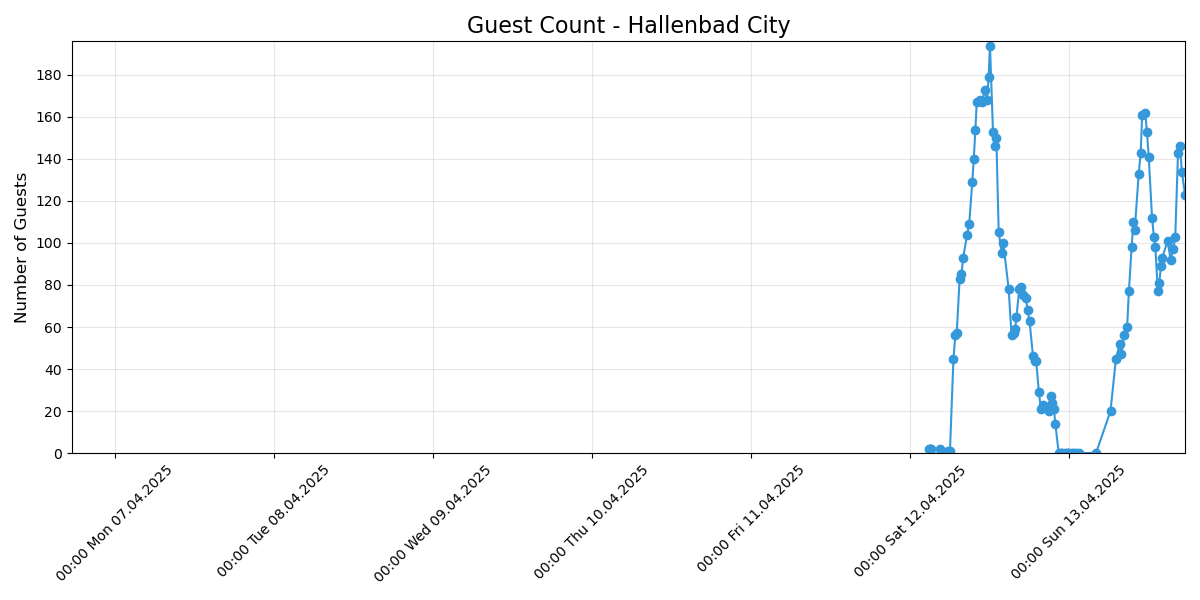 Guest Count - Hallenbad City
Number of Guests
180
160
140
120
100
80
60
40
20
0
00:00 Mon 07.04.2025
00:00 Tue 08.04.2025
00:00 Wed 09.04.2025
00:00 Thu 10.04.2025
00:00 Fri 11.04.2025
00:00 Sat 12.04.2025
00:00 Sun 13.04.2025